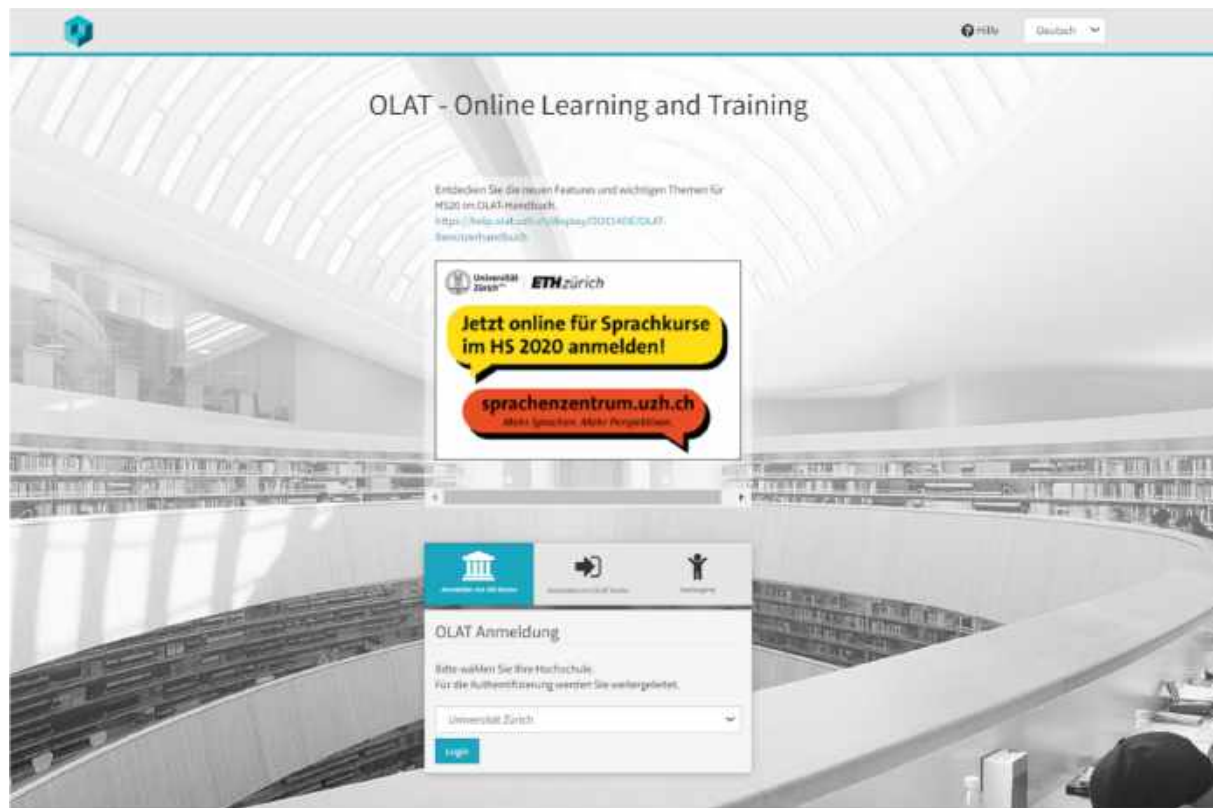 Hilfe
Deutsch
OLAT - Online Learning and Training
Entdecken Sie die neuen Features und wichtigen Themen für
HS20 im OLAT-Handbuch.
Benutzerhandbuch
Universität
Zürich
ETH zürich
Jetzt online für Sprachkurse
im HS 2020 anmelden!
sprachenzentrum.uzh.ch
Mehr Sprachen. Mehr Perspektiven.
OLAT Anmeldung
Bitte wählen Sie Ihre Hochschule.
Für die Authentifizierung werden Sie weitergeleitet.
Universität Zürich
Login